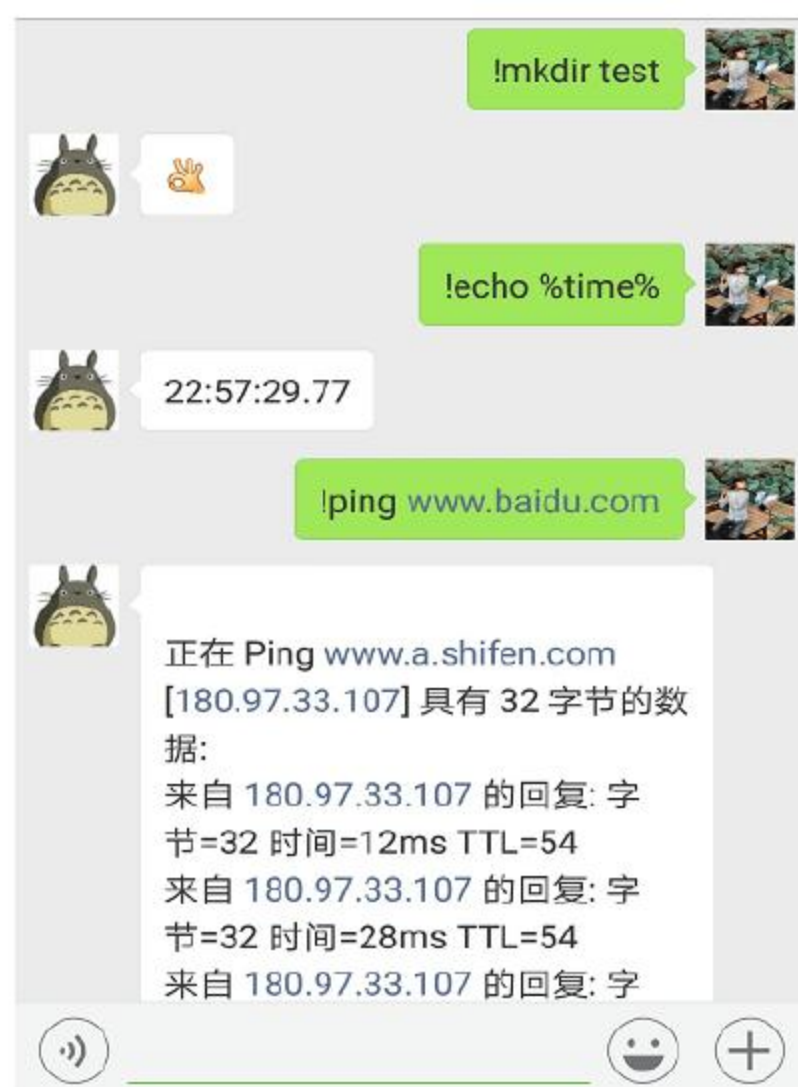 !mkdir test
!echo %time%
22:57:29.77
!ping www.baidu.com
正在 Ping www.a.shifen.com
[180.97.33.107] 具有 32 字节的数
据:
来自 180.97.33.107 的回复: 字
节=32 时间=12ms TTL=54
来自 180.97.33.107 的回复: 字
节=32 时间=28ms TTL=54
来自 180.97.33.107 的回复: 字